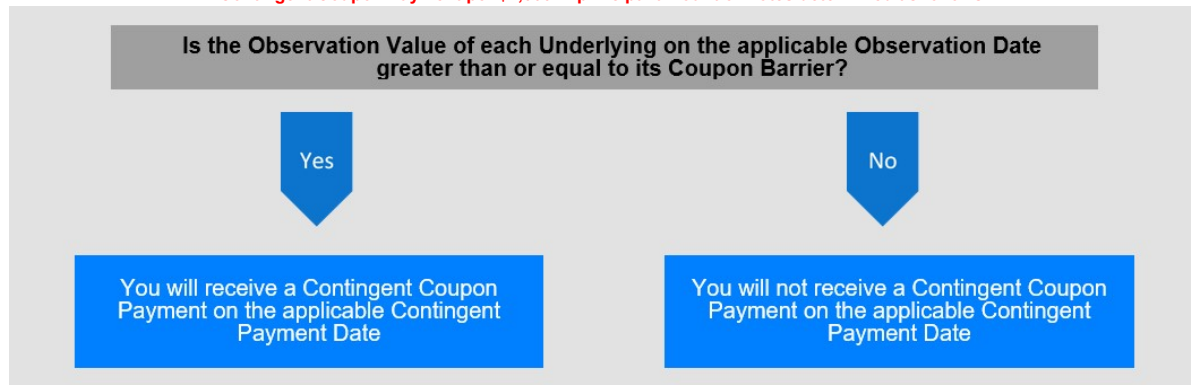 Is the Observation Value of each Underlying on the applicable Observation Date
greater than or equal to its Coupon Barrier?
Yes
No
You will receive a Contingent Coupon
Payment on the applicable Contingent
Payment Date
You will not receive a Contingent Coupon
Payment on the applicable Contingent
Payment Date